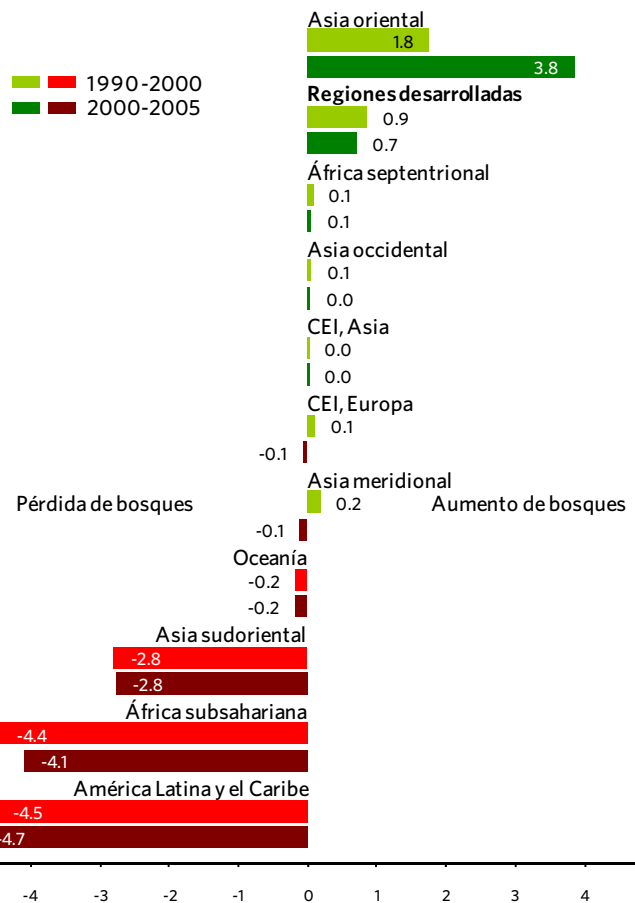 Asia oriental
1.8
3.8
1990-2000
2000-2005
Regiones desarrolladas
0.9
0.7
África septentrional
0.1
0.1
Asia occidental
0.1
0.0
CEI, Asia
0.0
0.0
CEI, Europa
0.1
-0.1
Asia meridional
Pérdida de bosques
0.2
Aumento de bosques
-0.1
Oceanía
-0.2
-0.2
Asia sudoriental
-2.8
-2.8
África subsahariana
-4.4
-4.1
América Latina y el Caribe
-4.5
-4.7
-4 -3 -2 -1 0 1 2 3 4